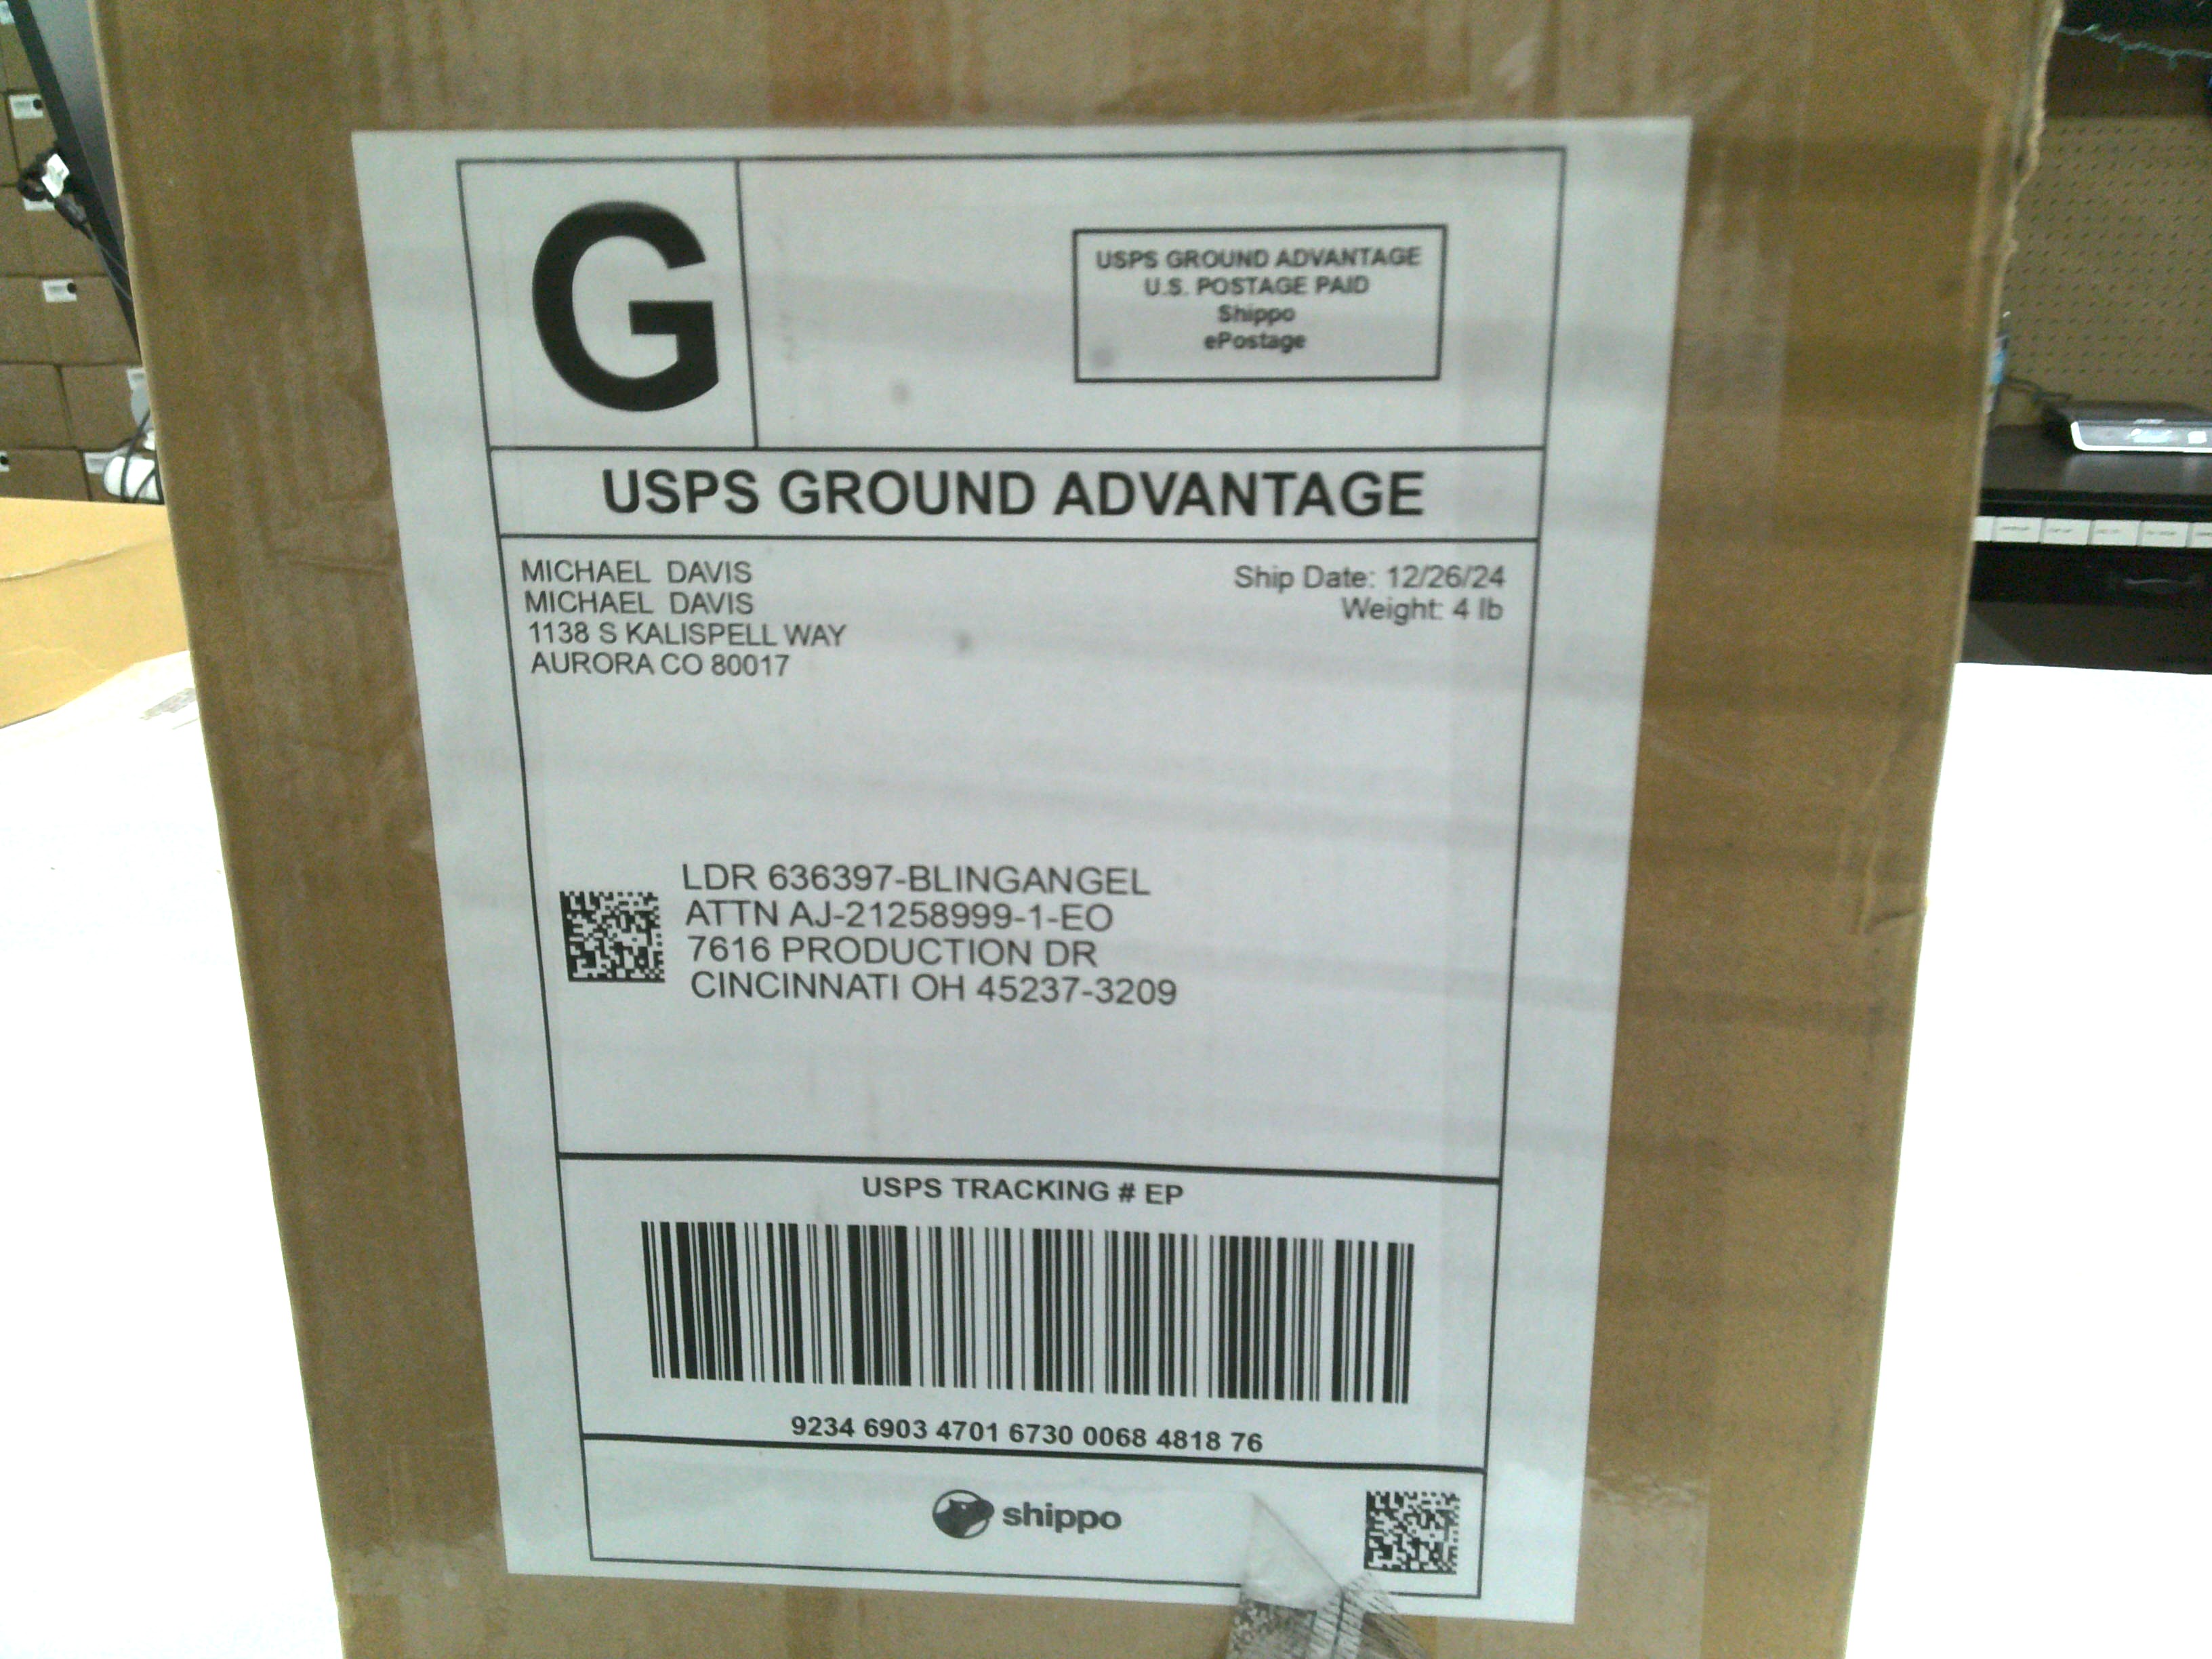 G
USPS GROUND ADVANTAGE
U.S. POSTAGE PAID
Shippo
ePostage
USPS GROUND ADVANTAGE
MICHAEL DAVIS
MICHAEL DAVIS
1138 S KALISPELL WAY
AURORA CO 80017
Ship Date: 12/26/24
Weight: 4 lb
LDR 636397-BLINGANGEL
ATTN AJ-21258999-1-EO
7616 PRODUCTION DR
CINCINNATI OH 45237-3209
USPS TRACKING # EP
9234 6903 4701 6730 0068 4818 76
shippo